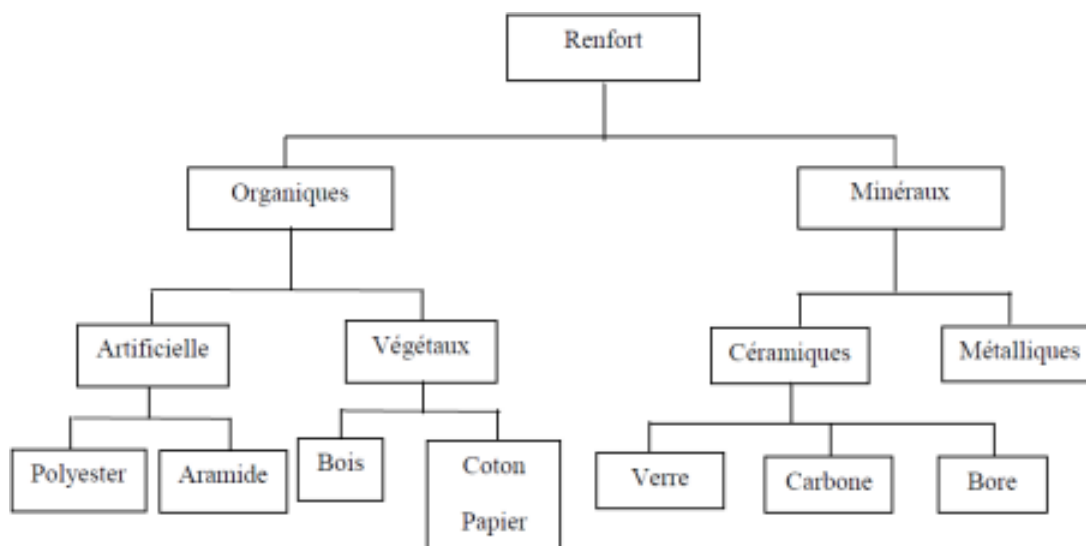 Renfort
Organiques
Minéraux
Artificielle
Végétaux
Céramiques
Métalliques
Polyester
Aramide
Bois
Coton
Papier
Verre
Carbone
Bore